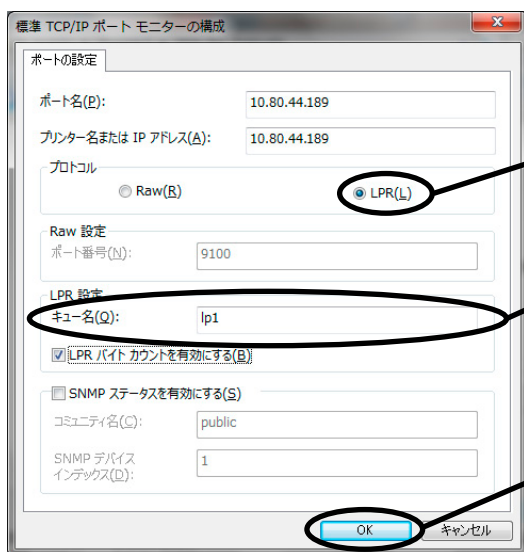 標準 TCP/IP ポート モニターの構成
ポートの設定
ポート名(P): 10.80.44.189
プリンター名または IP アドレス(A): 10.80.44.189
プロトコル
Raw(R) LPR(L)
Raw 設定
ポート番号(N): 9100
LPR 設定
キュー名(Q): lp1
LPR バイト カウントを有効にする(B)
SNMP ステータスを有効にする(S)
コミュニティ名(C): public
SNMP デバイス 1
インデックス(D):
OK キャンセル